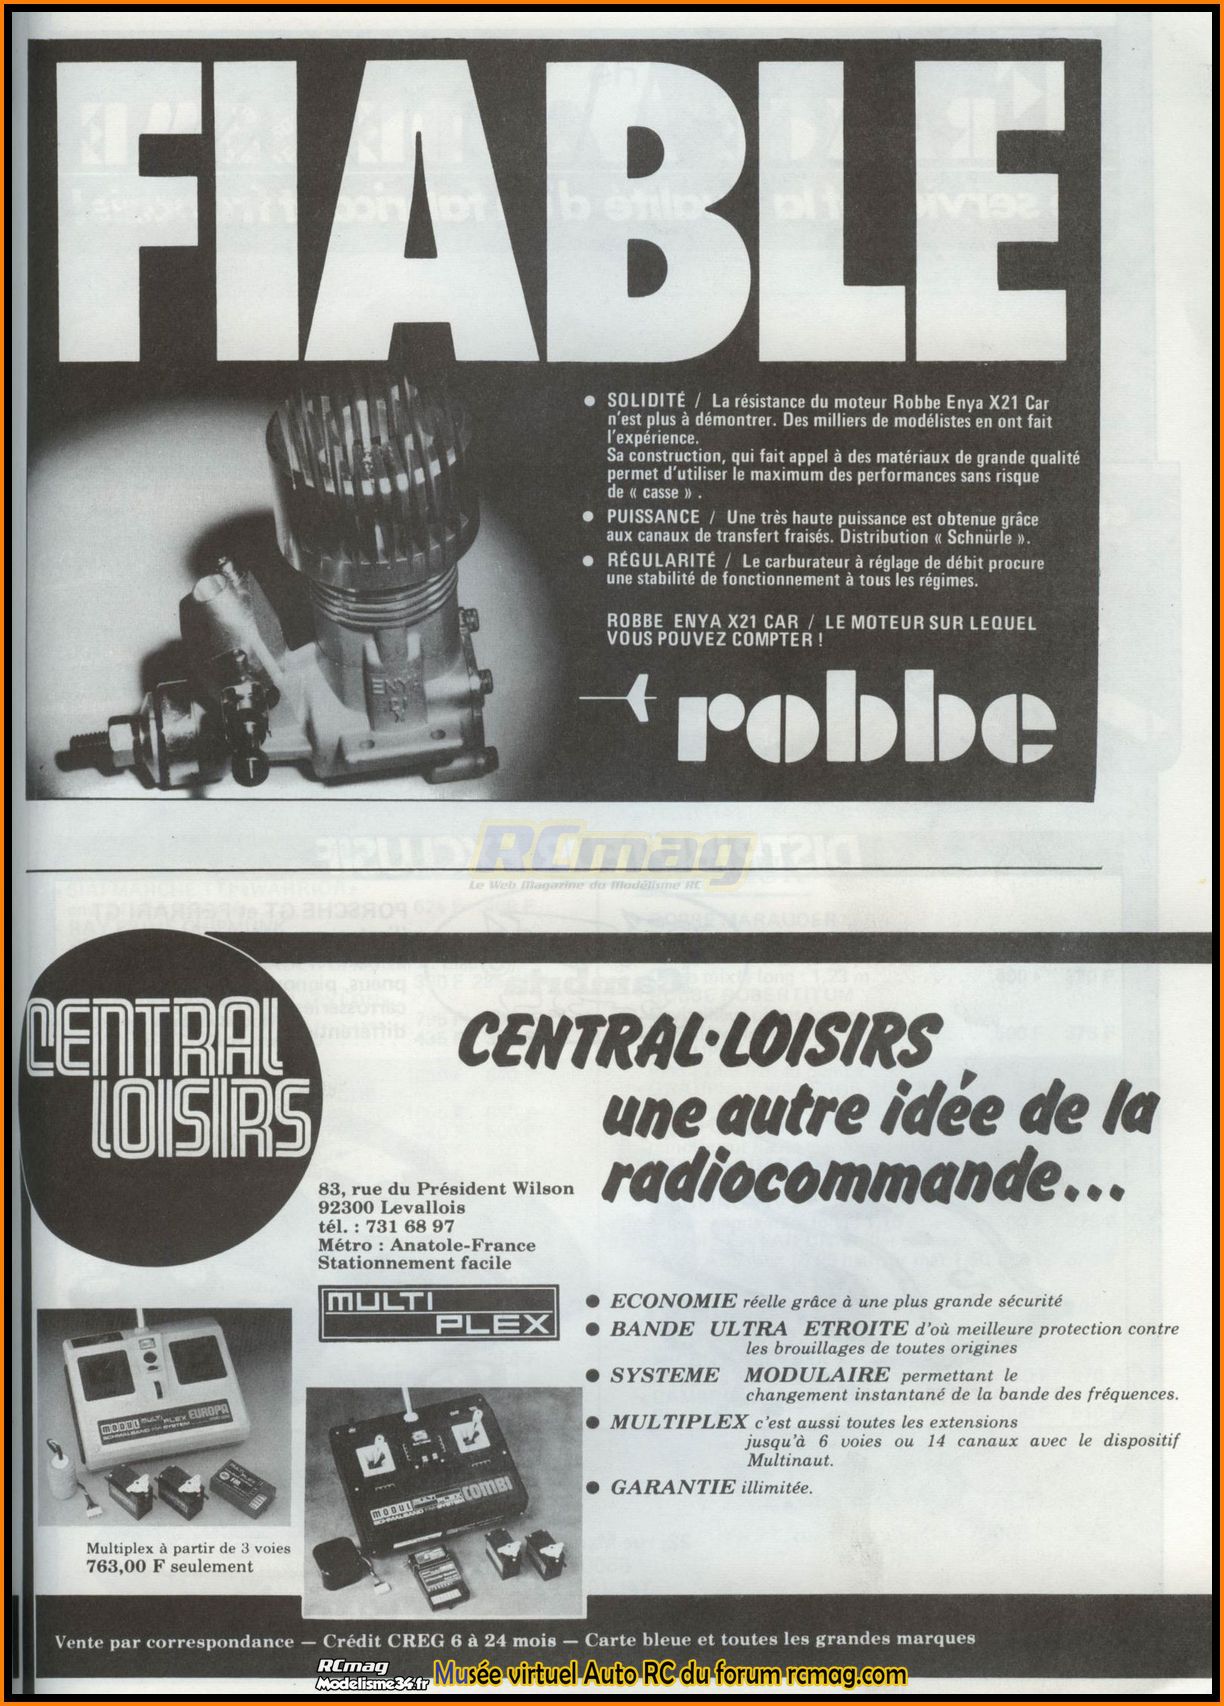 FIABLE
● SOLIDITÉ / La résistance du moteur Robbe Enya X21 Car
n'est plus à démontrer. Des milliers de modélistes en ont fait
l'expérience.
Sa construction, qui fait appel à des matériaux de grande qualité
permet d'utiliser le maximum des performances sans risque
de « casse » .
● PUISSANCE / Une très haute puissance est obtenue grâce
aux canaux de transfert fraisés. Distribution « Schnürle ».
● RÉGULARITÉ / Le carburateur à réglage de débit procure
une stabilité de fonctionnement à tous les régimes.
ROBBE ENYA X21 CAR / LE MOTEUR SUR LEQUEL
VOUS POUVEZ COMPTER !
ENYA
robbe
RCmag
Le Web Magazine du Modélisme RC
CENTRAL
LOISIRS
CENTRAL·LOISIRS
une autre idée de la
radiocommande...
83, rue du Président Wilson
92300 Levallois
tél. : 731 68 97
Métro : Anatole-France
Stationnement facile
MULTI
PLEX
● ECONOMIE réelle grâce à une plus grande sécurité
● BANDE ULTRA ETROITE d'où meilleure protection contre
les brouillages de toutes origines
● SYSTEME MODULAIRE permettant le
changement instantané de la bande des fréquences.
● MULTIPLEX c'est aussi toutes les extensions
jusqu'à 6 voies ou 14 canaux avec le dispositif
Multinaut.
● GARANTIE illimitée.
MODUL MULTIPLEX EUROPA
SCHMALBAND FM SYSTEM
MODUL MULTIPLEX COMBI
Multiplex à partir de 3 voies
763,00 F seulement
Vente par correspondance — Crédit CREG 6 à 24 mois — Carte bleue et toutes les grandes marques
RCmag
Modelisme34.fr
Musée virtuel Auto RC du forum rcmag.com